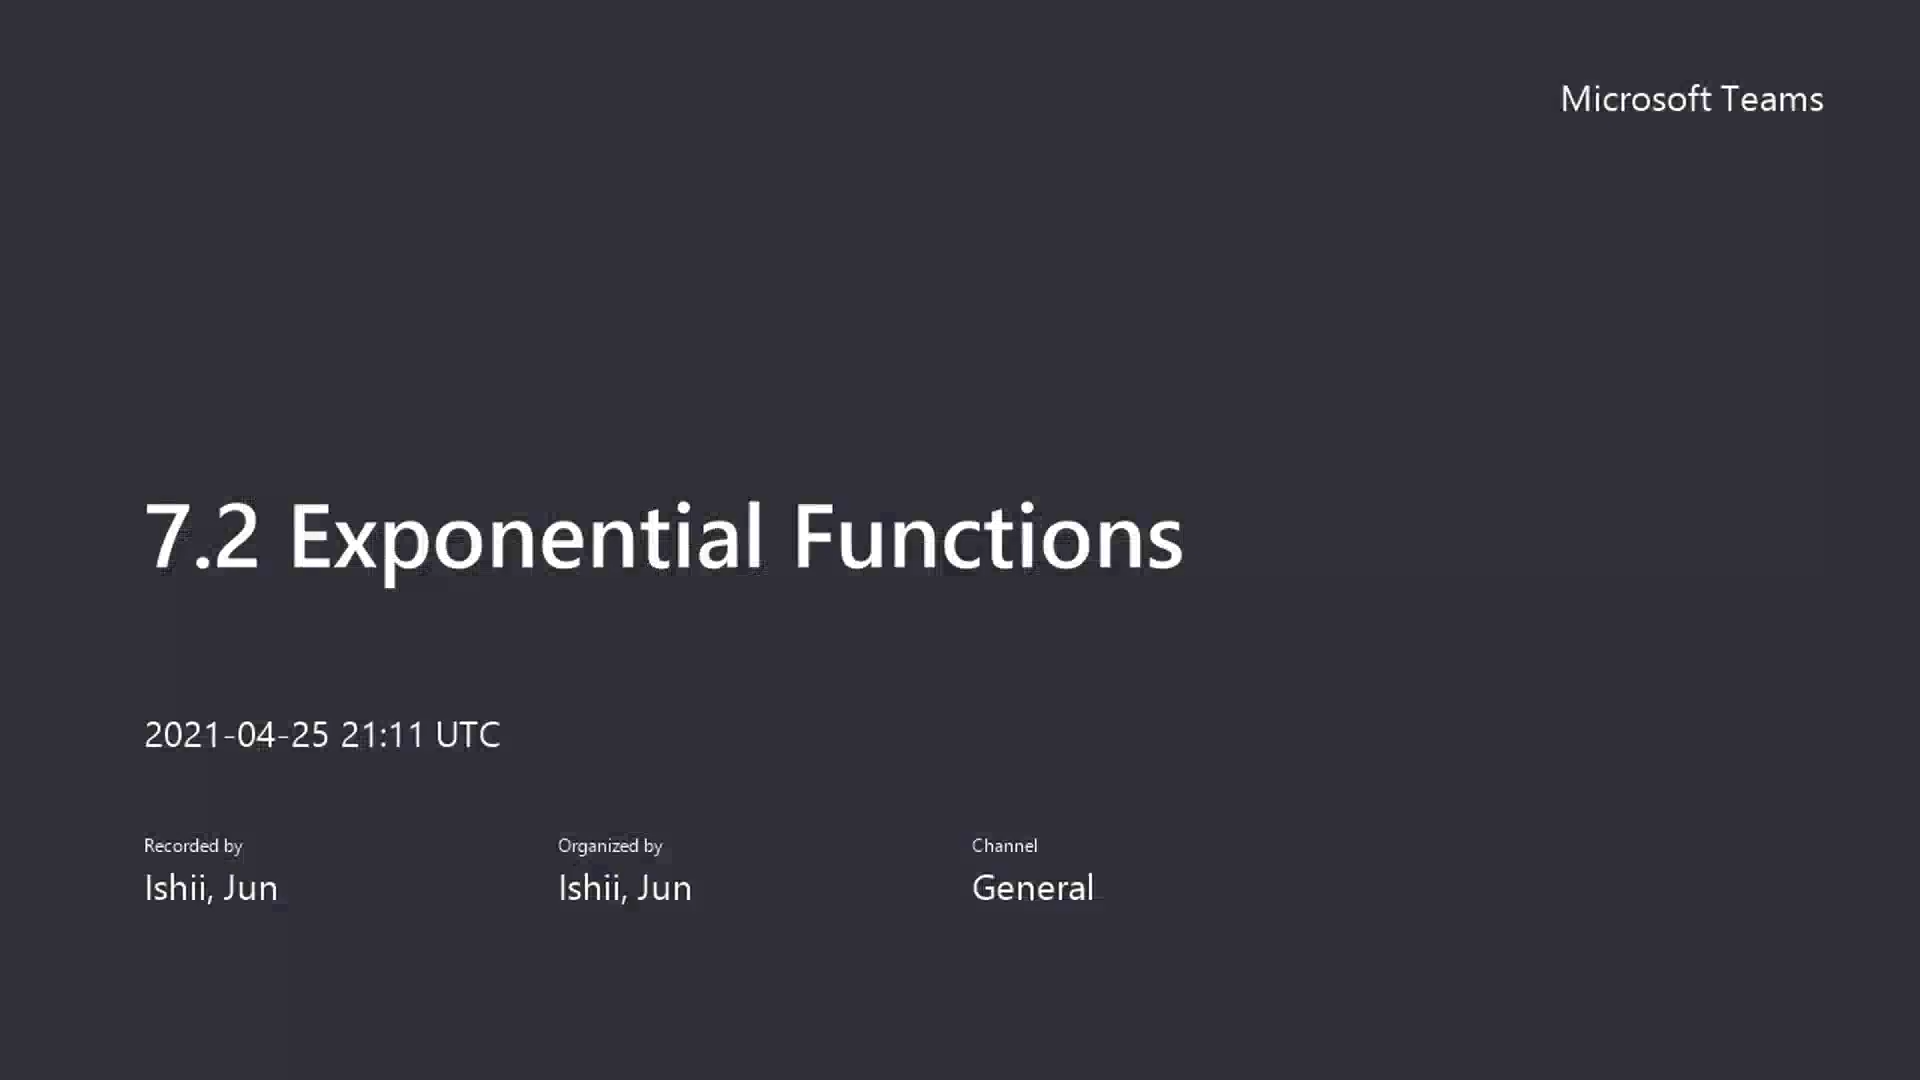 Microsoft Teams
7.2 Exponential Functions
2021-04-25 21:11 UTC
Recorded by
Ishii, Jun
Organized by
Ishii, Jun
Channel
General